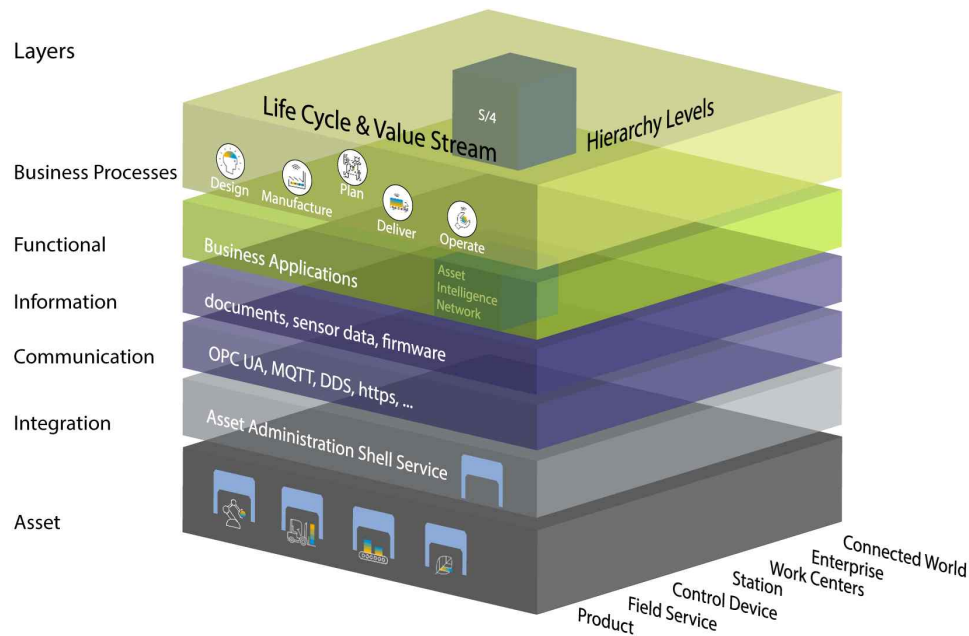 Layers
Life Cycle & Value Stream
S/4
Hierarchy Levels
Business Processes
Design
Manufacture
Plan
Deliver
Operate
Functional
Business Applications
Asset
Intelligence
Network
Information
documents, sensor data, firmware
Communication
OPC UA, MQTT, DDS, https, ...
Integration
Asset Administration Shell Service
Asset
Product
Field Service
Control Device
Station
Work Centers
Enterprise
Connected World